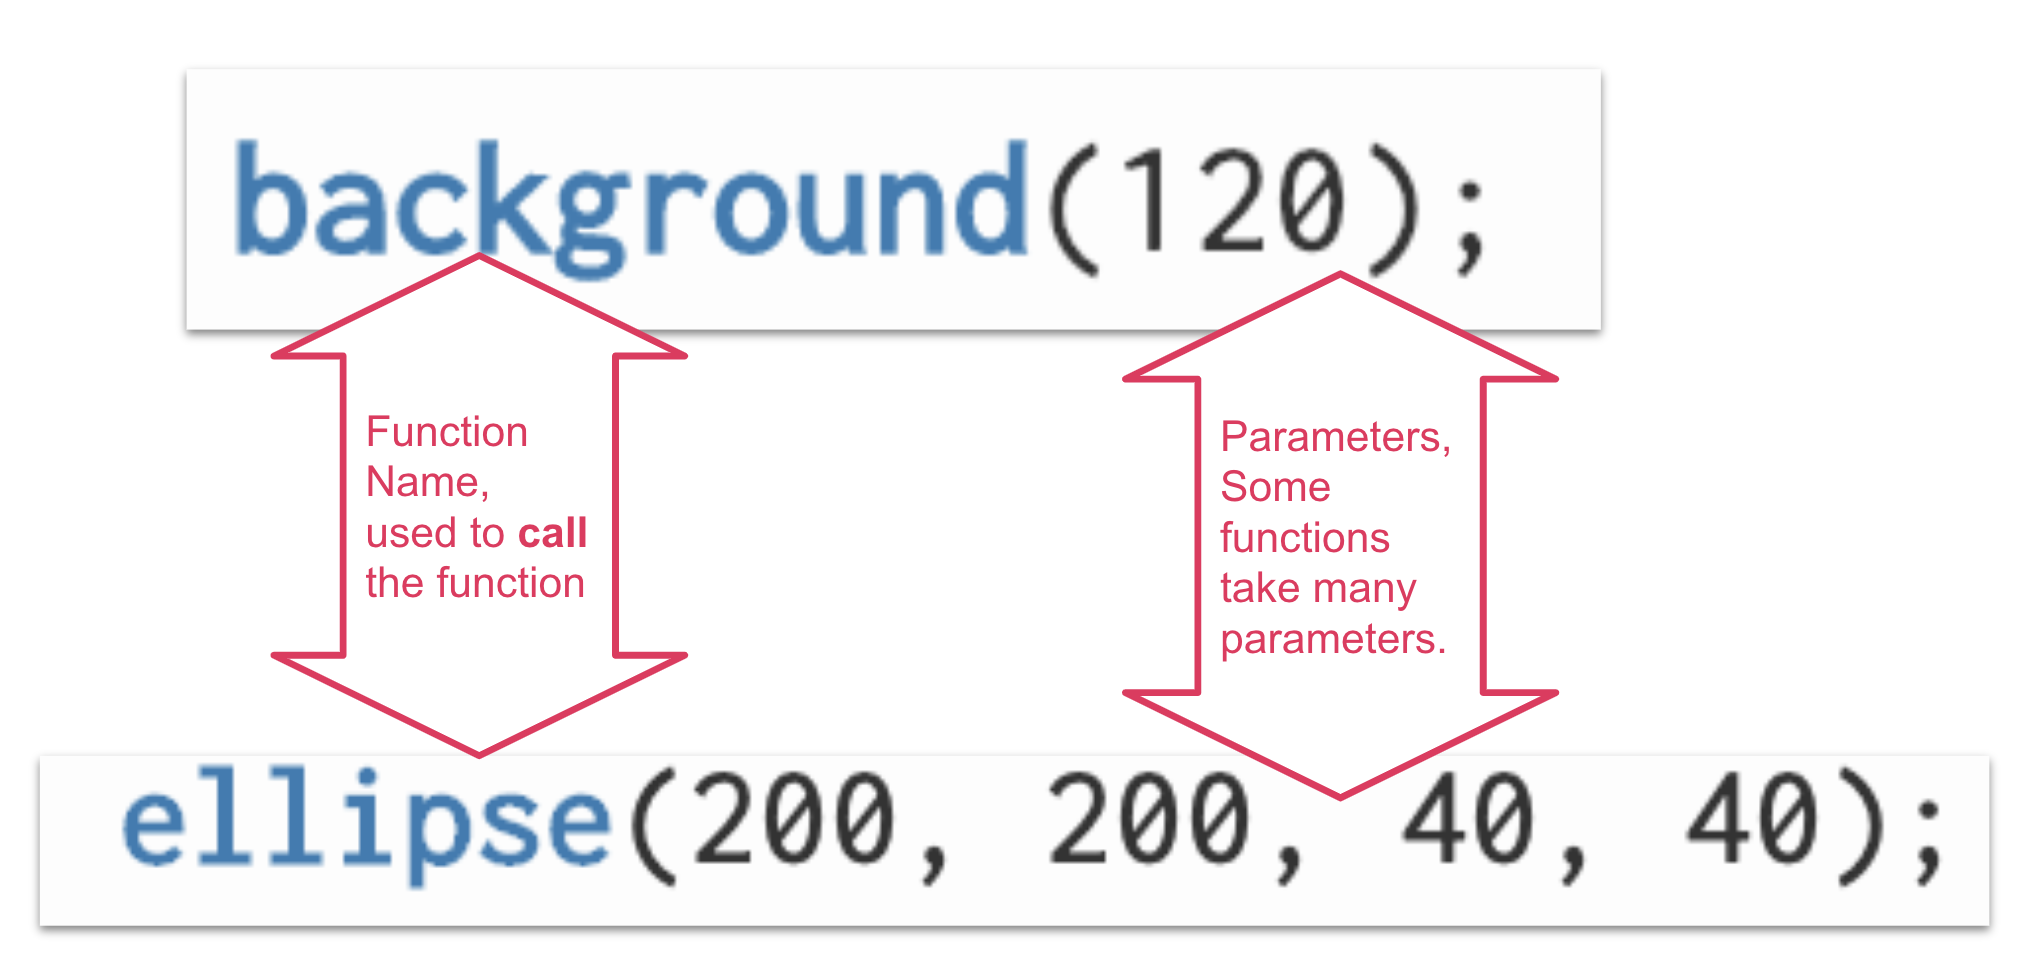 background(120);
Function
Name,
used to call
the function
Parameters,
Some
functions
take many
parameters.
ellipse(200, 200, 40, 40);